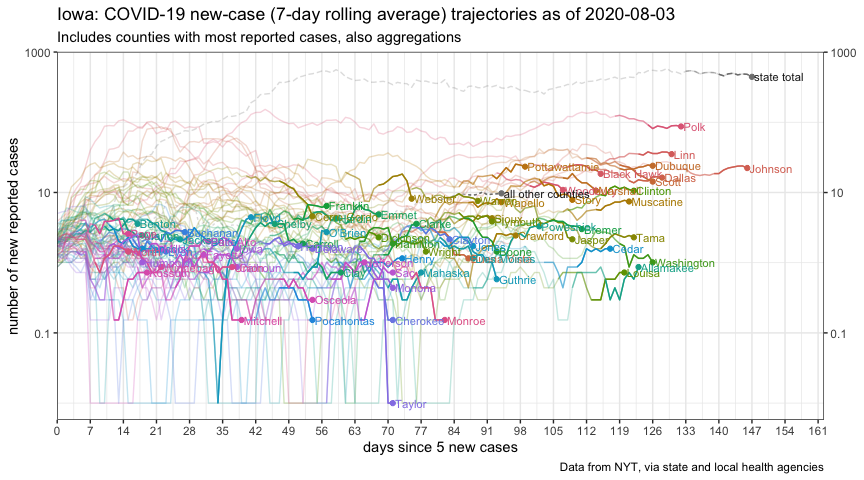 Iowa: COVID-19 new-case (7-day rolling average) trajectories as of 2020-08-03
Includes counties with most reported cases, also aggregations
1000
1000
state total
Polk
Linn
Pottawattamie
Dubuque
Johnson
Black Hawk
Dallas
Scott
10
10
all other counties
Clinton
Webster
Wapello
Story
Muscatine
Franklin
Emmet
Benton
Shelby
Clarke
Sioux
Plymouth
Poweshiek
Bremer
Buchanan
O'Brien
Crawford
Jasper
Tama
Carroll
Clayton
Wright
Boone
Cedar
Henry
Washington
Allamakee
Louisa
Clay
Sac
Mahaska
Guthrie
Monona
Osceola
0.1
0.1
Mitchell
Pocahontas
Cherokee
Monroe
Taylor
number of new reported cases
0 7 14 21 28 35 42 49 56 63 70 77 84 91 98 105 112 119 126 133 140 147 154 161
days since 5 new cases
Data from NYT, via state and local health agencies